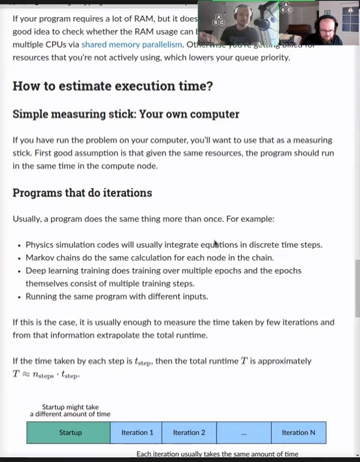 If your program requires a lot of RAM, but it does
good idea to check whether the RAM usage can
multiple CPUs via shared memory parallelism.
resources that you're not actively using, which lowers your queue priority.
How to estimate execution time?
Simple measuring stick: Your own computer
If you have run the problem on your computer, you'll want to use that as a measuring
stick. First good assumption is that given the same resources, the program should run
in the same time in the compute node.
Programs that do iterations
Usually, a program does the same thing more than once. For example:
• Physics simulation codes will usually integrate equations in discrete time steps.
• Markov chains do the same calculation for each node in the chain.
• Deep learning training does training over multiple epochs and the epochs
themselves consist of multiple training steps.
• Running the same program with different inputs.
If this is the case, it is usually enough to measure the time taken by few iterations and
from that information extrapolate the total runtime.
If the time taken by each step is t_step, then the total runtime T is approximately
T ≈ n_steps · t_step.
Startup might take
a different amount of time
Startup Iteration 1 Iteration 2 ... Iteration N
Each iteration usually takes the same amount of time